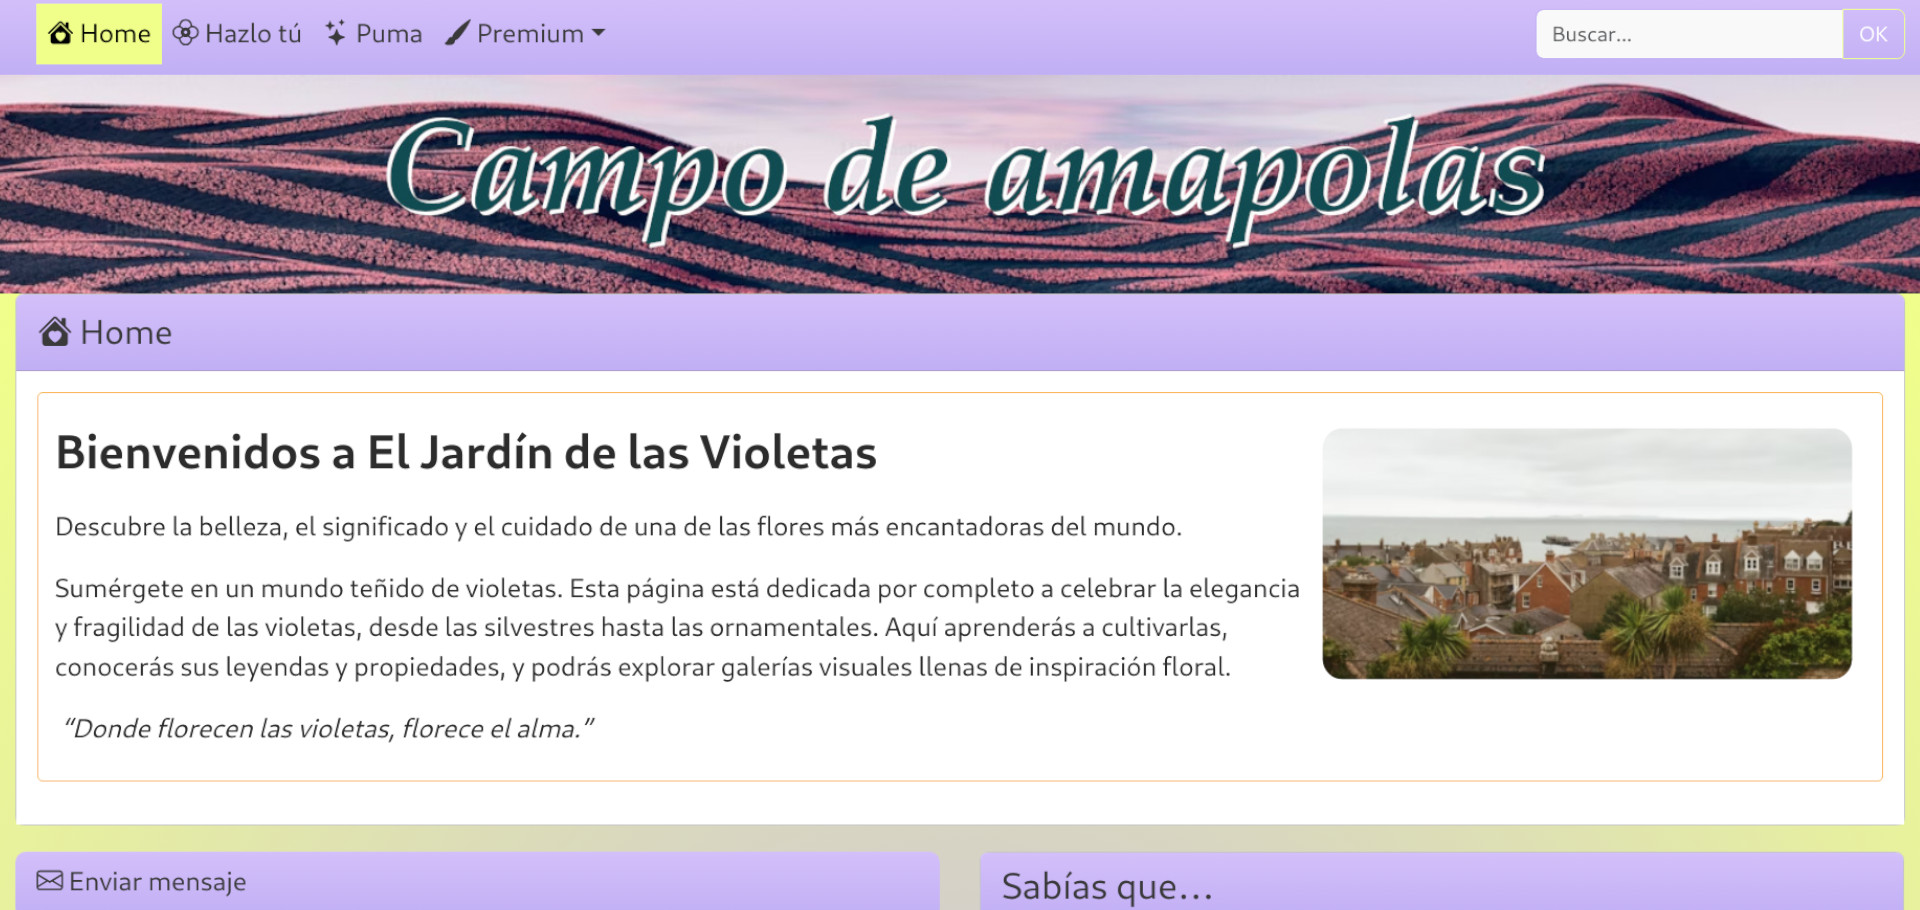 Home Hazlo tú Puma Premium Buscar... OK
Campo de amapolas
Home
Bienvenidos a El Jardín de las Violetas
Descubre la belleza, el significado y el cuidado de una de las flores más encantadoras del mundo.
Sumérgete en un mundo teñido de violetas. Esta página está dedicada por completo a celebrar la elegancia
y fragilidad de las violetas, desde las silvestres hasta las ornamentales. Aquí aprenderás a cultivarlas,
conocerás sus leyendas y propiedades, y podrás explorar galerías visuales llenas de inspiración floral.
“Donde florecen las violetas, florece el alma.”
Enviar mensaje
Sabías que...